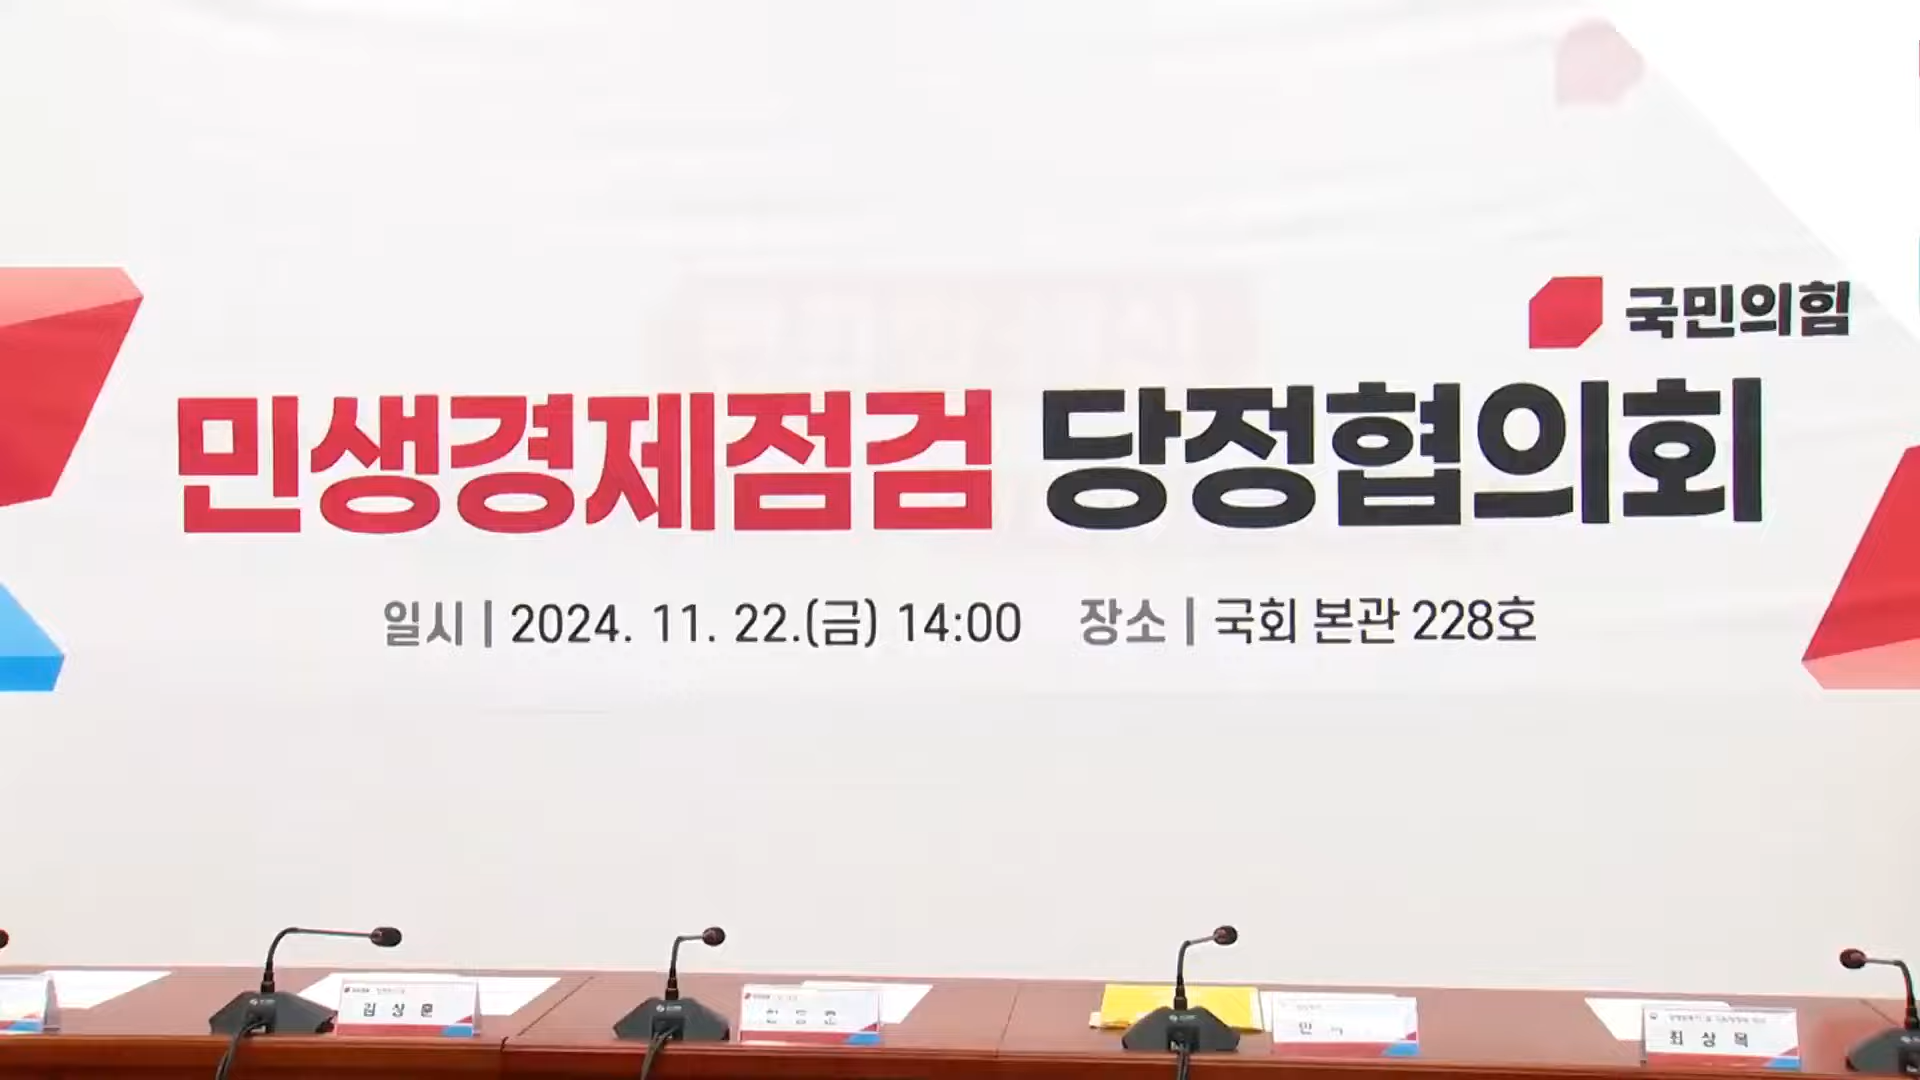 국민의힘
민생경제점검 당정협의회
일시 | 2024. 11. 22.(금) 14:00 장소 | 국회 본관 228호
김상훈
최상목